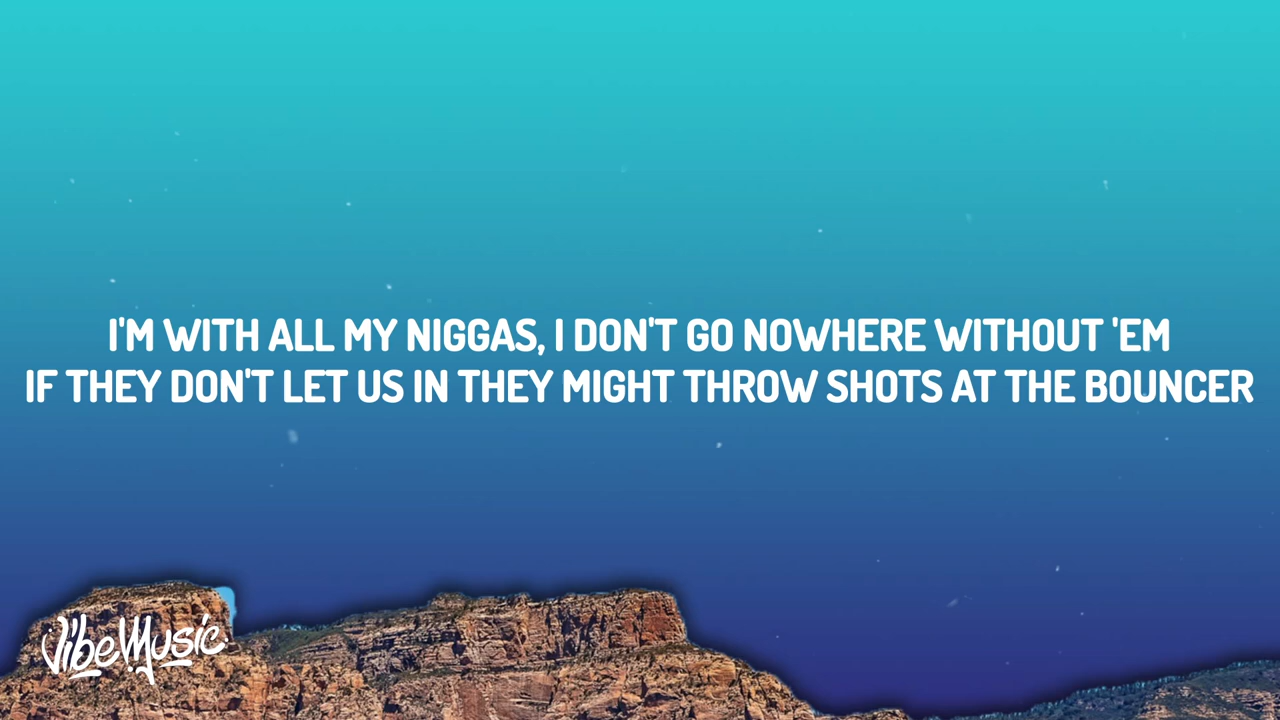 I'M WITH ALL MY NIGGAS, I DON'T GO NOWHERE WITHOUT 'EM
IF THEY DON'T LET US IN THEY MIGHT THROW SHOTS AT THE BOUNCER
VibeMusic